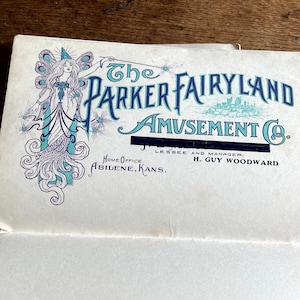 The
PARKER FAIRYLAND
AMUSEMENT CO.
LESSEE AND MANAGER,
H. GUY WOODWARD
HOME OFFICE
ABILENE, KANS.